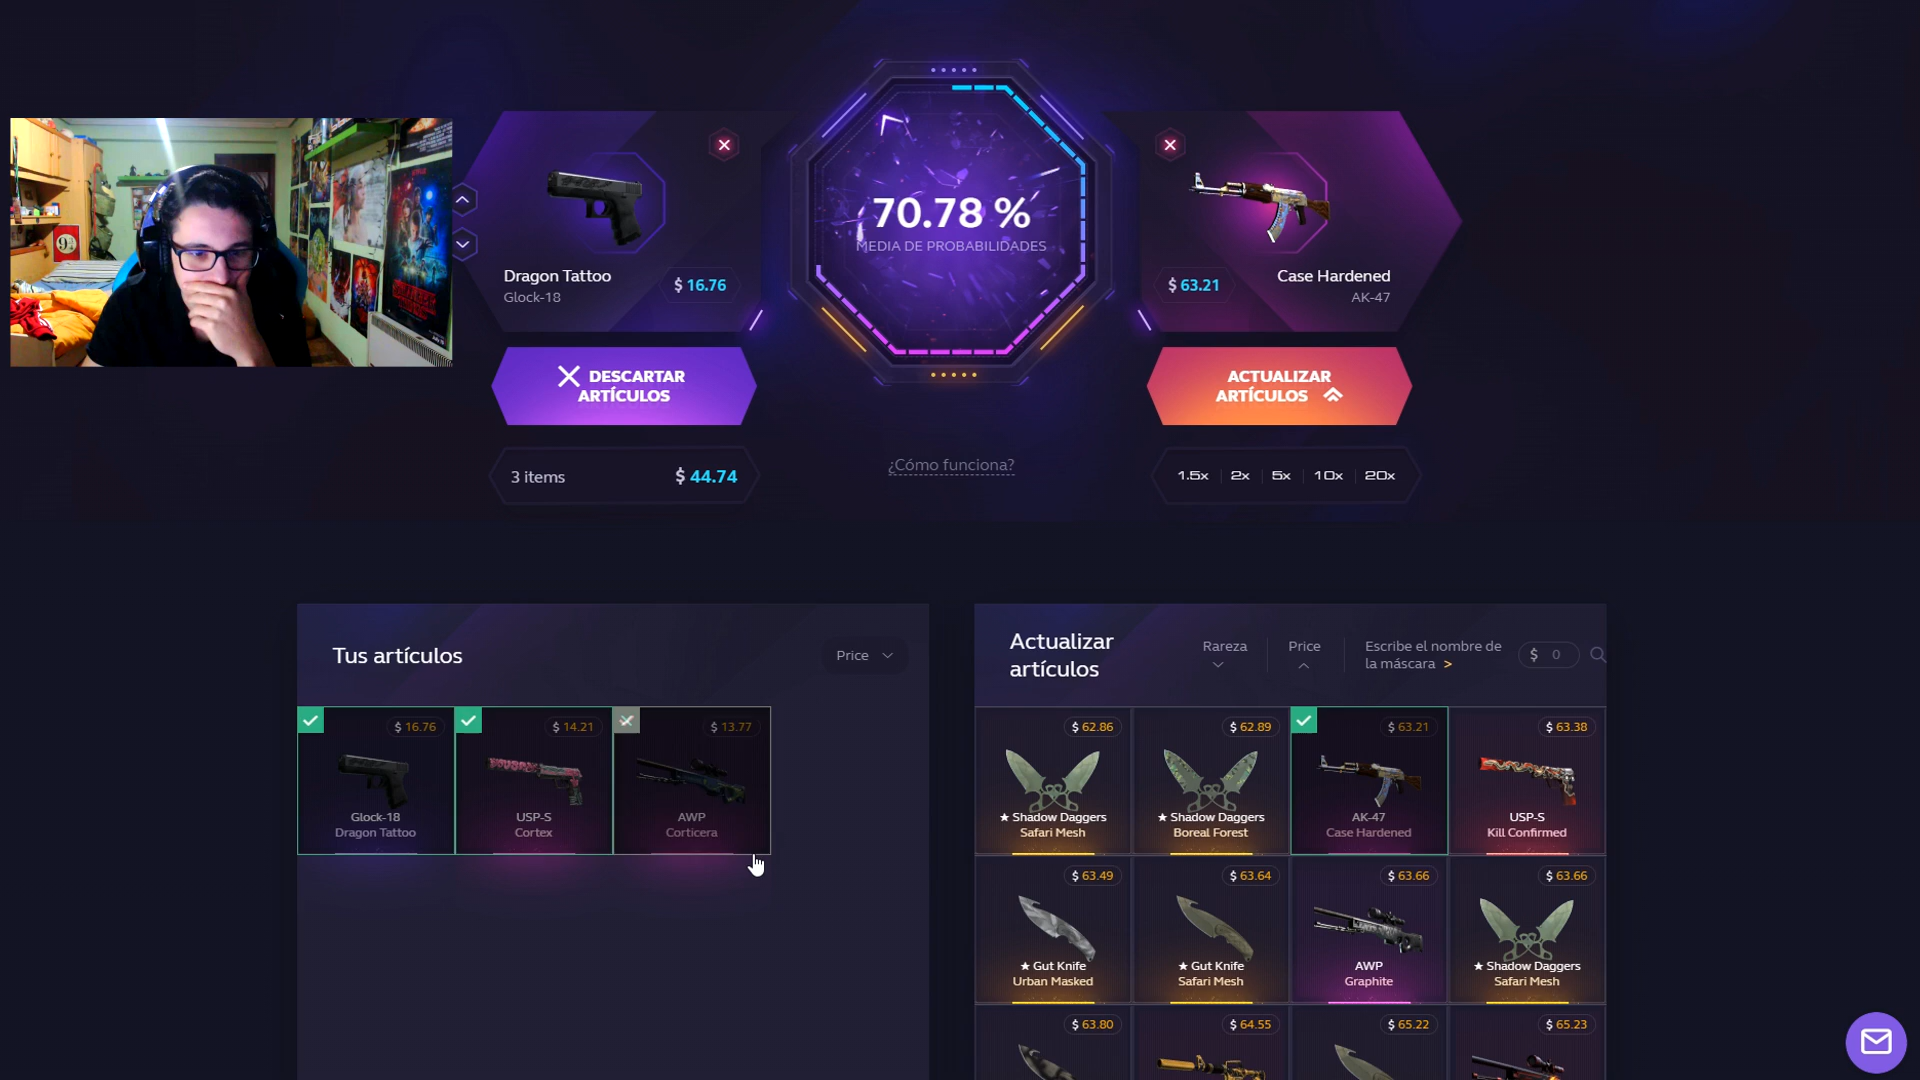 70.78 %
MEDIA DE PROBABILIDADES
Dragon Tattoo
Glock-18
$ 16.76
$ 63.21
Case Hardened
AK-47
DESCARTAR
ARTÍCULOS
ACTUALIZAR
ARTÍCULOS
3 items
$ 44.74
¿Cómo funciona?
1.5x
2x
5x
10x
20x
Tus artículos
Price
$ 16.76
Glock-18
Dragon Tattoo
$ 14.21
USP-S
Cortex
$ 13.77
AWP
Corticera
Actualizar
artículos
Rareza
Price
Escribe el nombre de
la máscara >
$ 0
$ 62.86
★ Shadow Daggers
Safari Mesh
$ 62.89
★ Shadow Daggers
Boreal Forest
$ 63.21
AK-47
Case Hardened
$ 63.38
USP-S
Kill Confirmed
$ 63.49
★ Gut Knife
Urban Masked
$ 63.64
★ Gut Knife
Safari Mesh
$ 63.66
AWP
Graphite
$ 63.66
★ Shadow Daggers
Safari Mesh
$ 63.80
$ 64.55
$ 65.22
$ 65.23